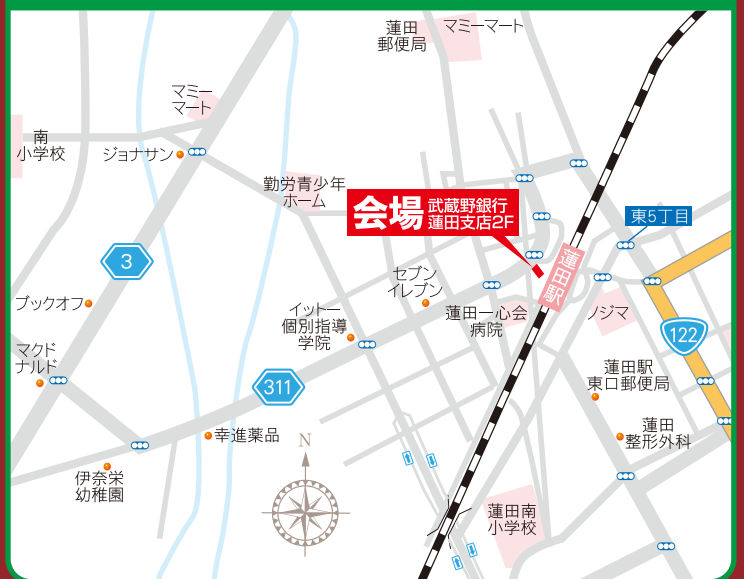 蓮田
郵便局
マミーマート
マミー
マート
南
小学校
ジョナサン
勤労青少年
ホーム
会場
武蔵野銀行
蓮田支店2F
東5丁目
3
セブン
イレブン
蓮田駅
ブックオフ
イットー
個別指導
学院
蓮田一心会
病院
ノジマ
122
マクド
ナルド
311
蓮田駅
東口郵便局
幸進薬品
蓮田
整形外科
N
伊奈栄
幼稚園
蓮田南
小学校